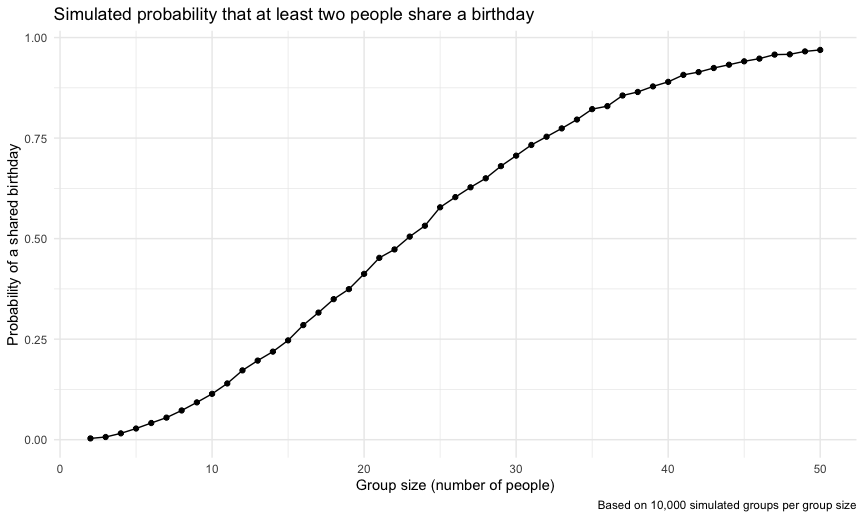 Simulated probability that at least two people share a birthday
Probability of a shared birthday
1.00
0.75
0.50
0.25
0.00
0 10 20 30 40 50
Group size (number of people)
Based on 10,000 simulated groups per group size